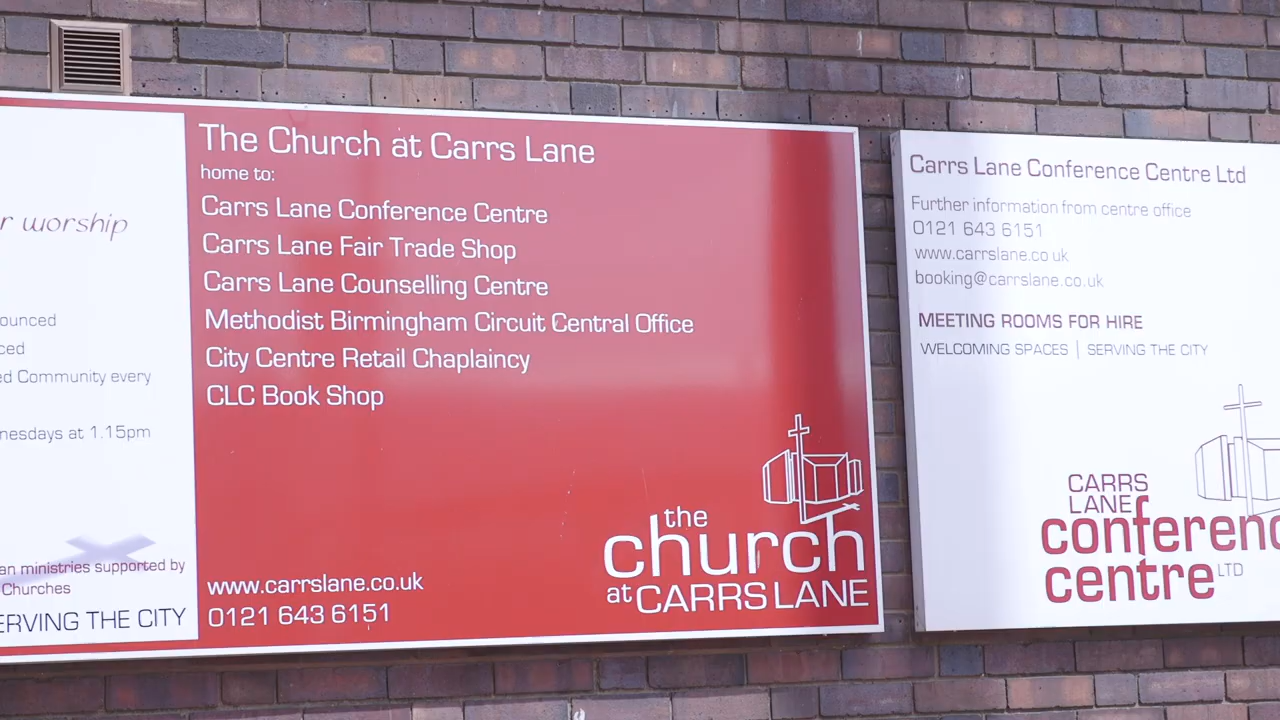 r worship
ounced
ced
ed Community every
nesdays at 1.15pm
an ministries supported by
Churches
ERVING THE CITY
The Church at Carrs Lane
home to:
Carrs Lane Conference Centre
Carrs Lane Fair Trade Shop
Carrs Lane Counselling Centre
Methodist Birmingham Circuit Central Office
City Centre Retail Chaplaincy
CLC Book Shop
www.carrslane.co.uk
0121 643 6151
the
church
at CARRS LANE
Carrs Lane Conference Centre Ltd
Further information from centre office
0121 643 6151
www.carrslane.co.uk
booking@carrslane.co.uk
MEETING ROOMS FOR HIRE
WELCOMING SPACES | SERVING THE CITY
CARRS
LANE
conferenc
centre LTD